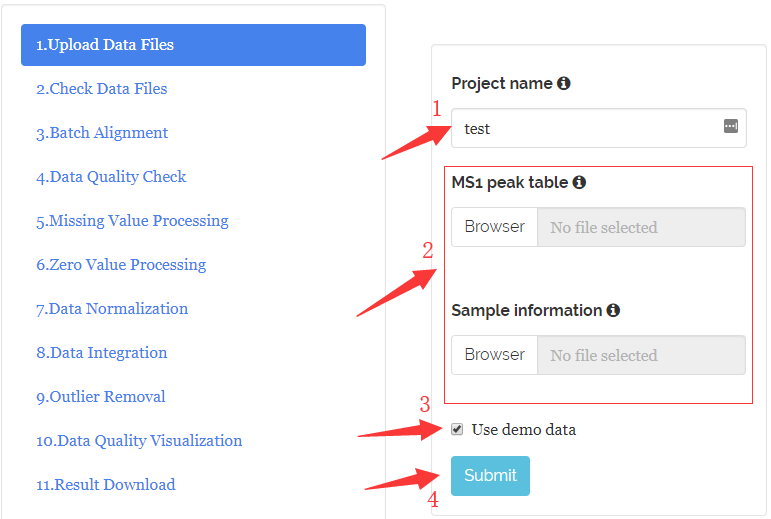 1.Upload Data Files
2.Check Data Files
3.Batch Alignment
4.Data Quality Check
5.Missing Value Processing
6.Zero Value Processing
7.Data Normalization
8.Data Integration
9.Outlier Removal
10.Data Quality Visualization
11.Result Download
Project name
1
test
MS1 peak table
Browser No file selected
2
Sample information
Browser No file selected
3
Use demo data
Submit
4